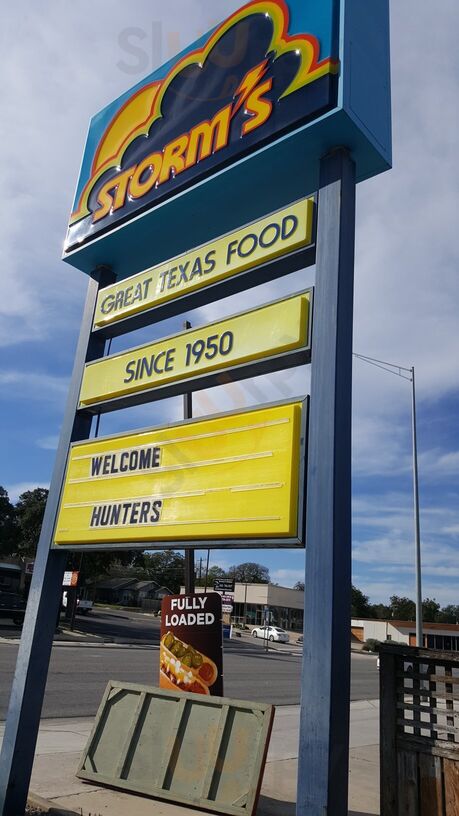 STORM'S
GREAT TEXAS FOOD
SINCE 1950
WELCOME
HUNTERS
FULLY
LOADED